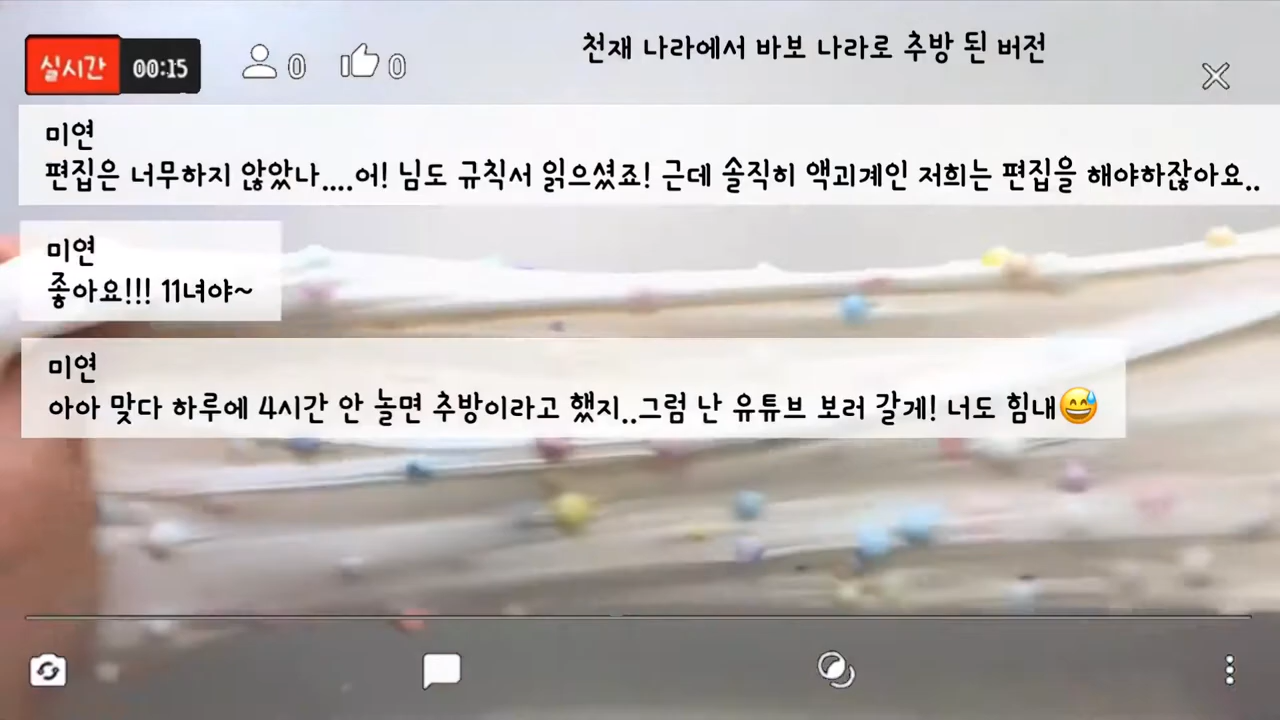 실시간 00:15 0 0
천재 나라에서 바보 나라로 추방 된 버전
미연
편집은 너무하지 않았나....어! 님도 규칙서 읽으셨죠! 근데 솔직히 액괴계인 저희는 편집을 해야하잖아요..
미연
좋아요!!! 11녀야~
미연
아아 맞다 하루에 4시간 안 놀면 추방이라고 했지..그럼 난 유튜브 보러 갈게! 너도 힘내😅